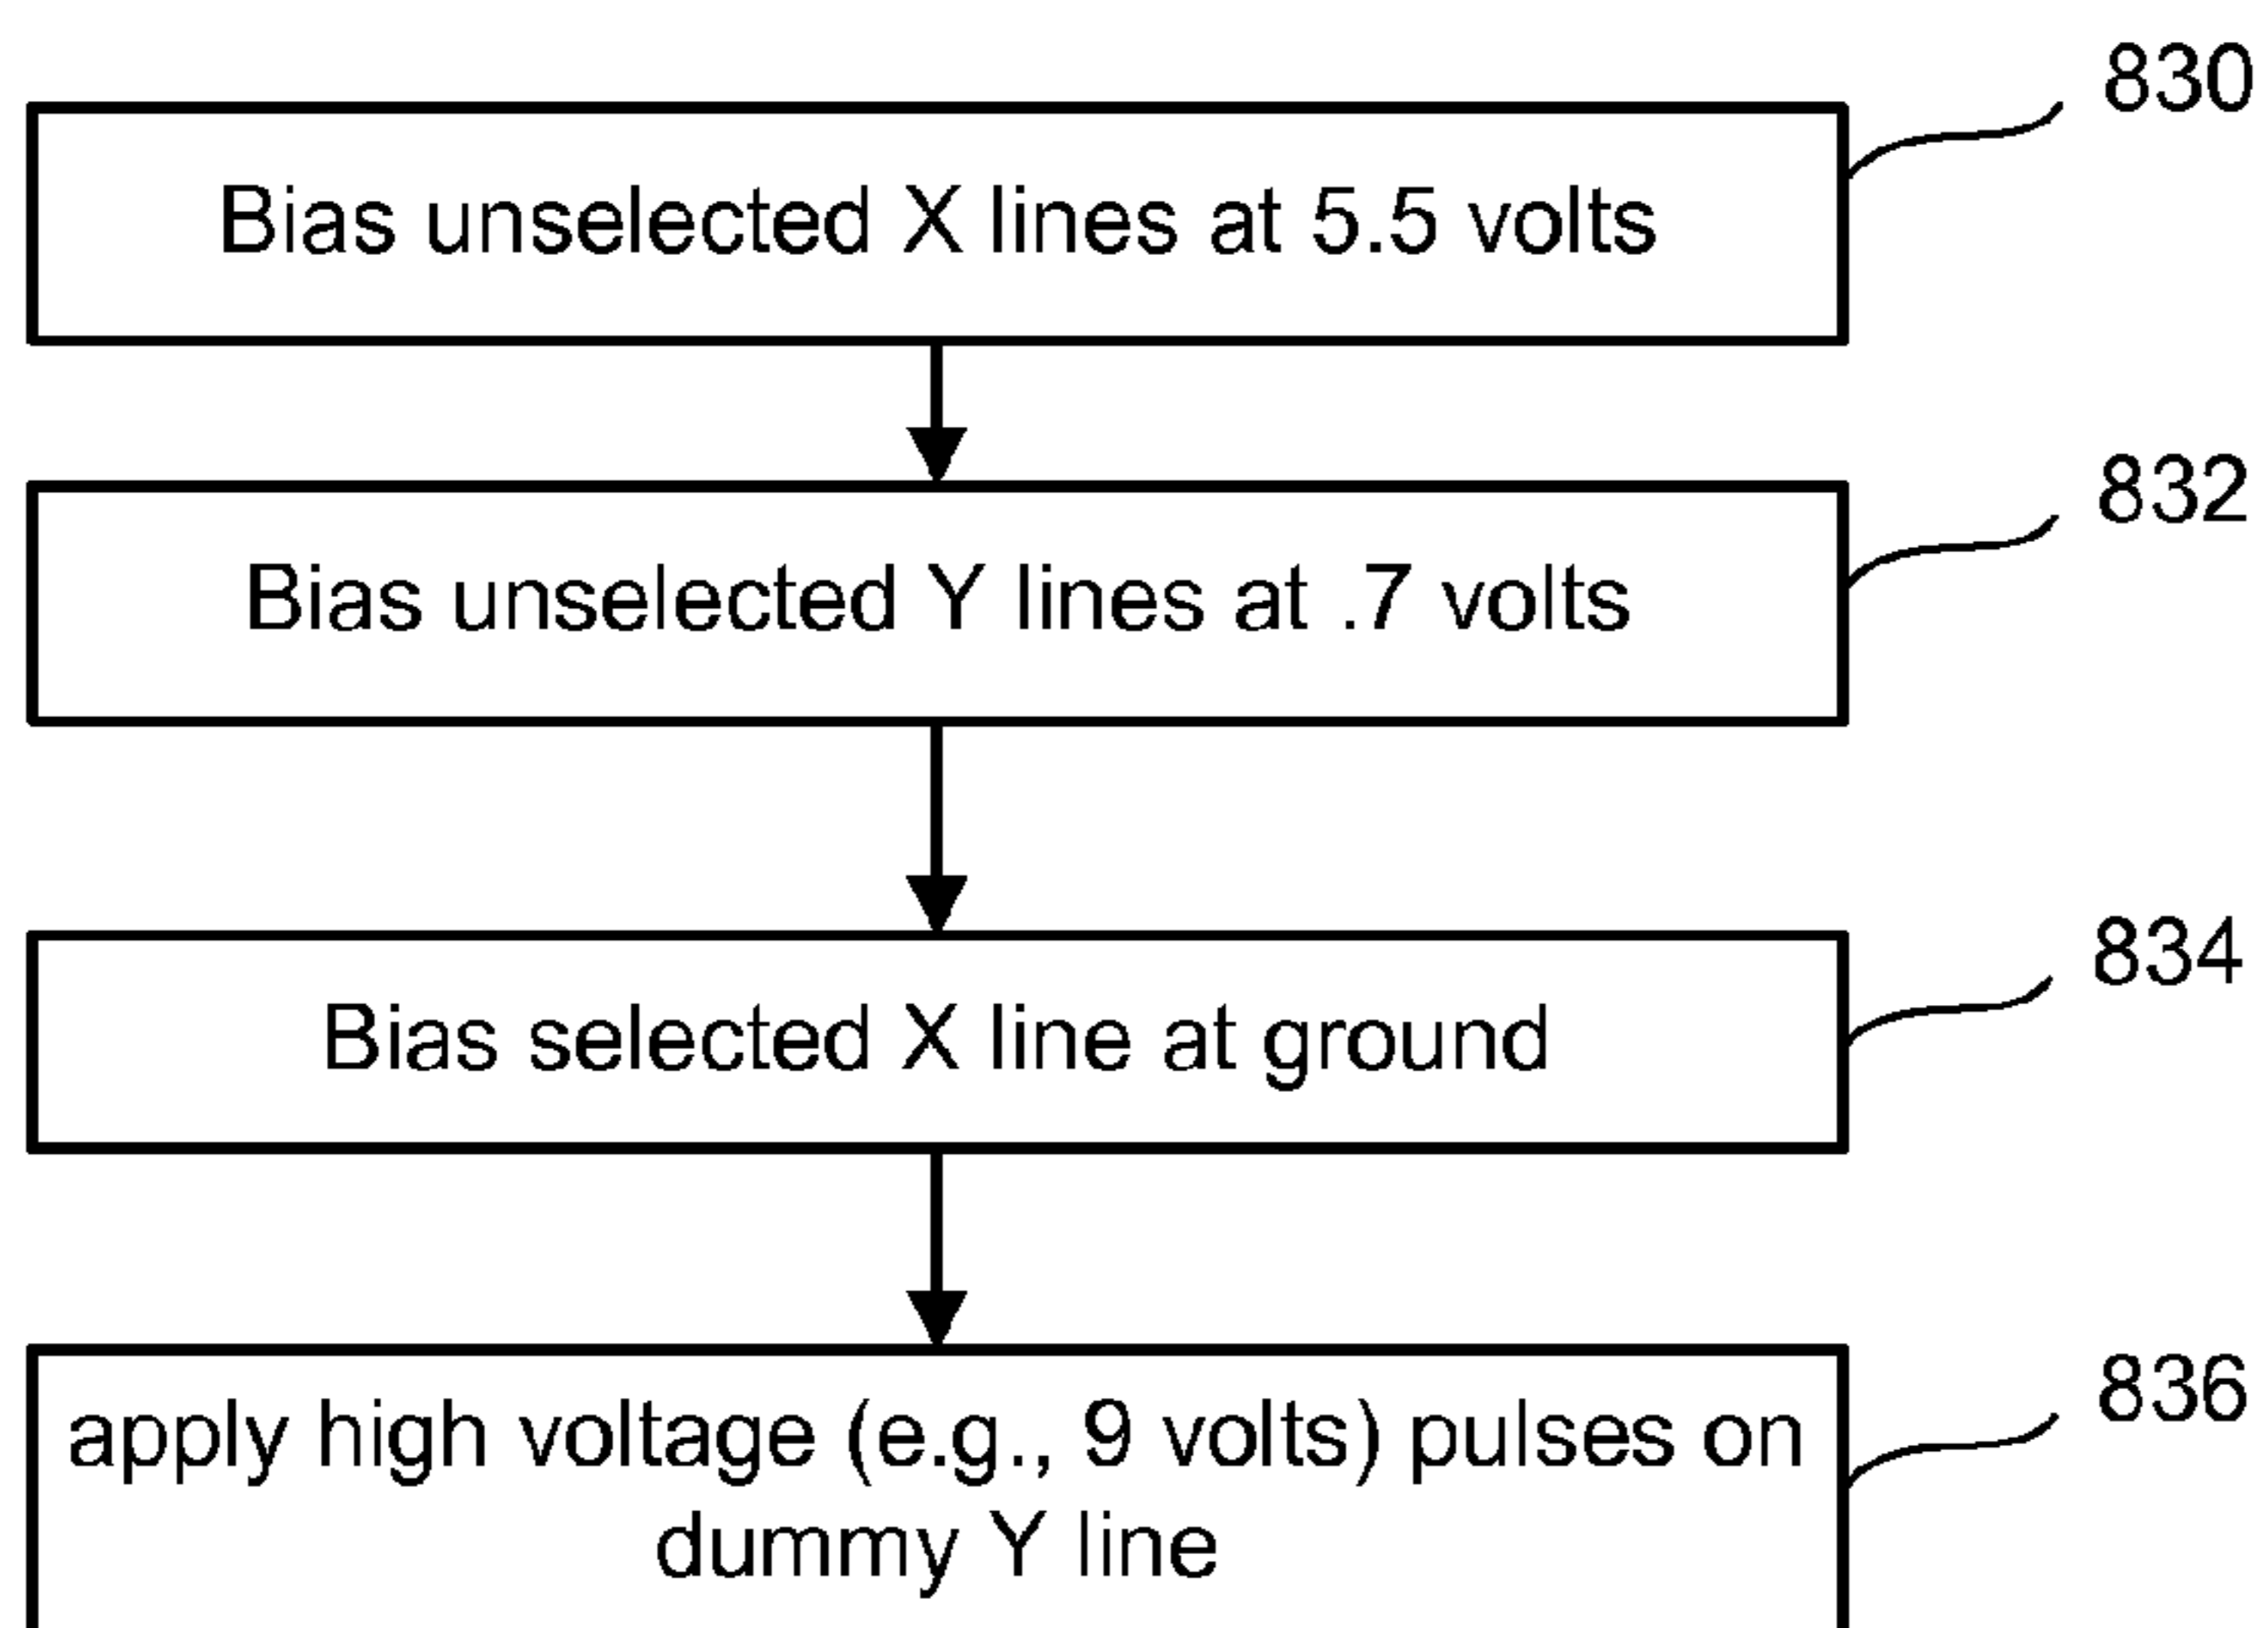 830
Bias unselected X lines at 5.5 volts
832
Bias unselected Y lines at .7 volts
834
Bias selected X line at ground
836
apply high voltage (e.g., 9 volts) pulses on
dummy Y line